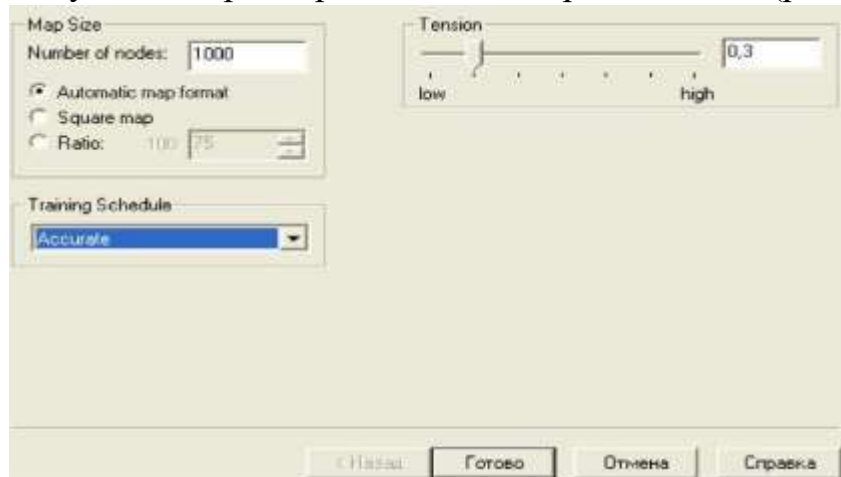 Map Size
Number of nodes: 1000
Automatic map format
Square map
Ratio: 100 75
Training Schedule
Accurate
Tension
0,3
low high
< Назад Готово Отмена Справка